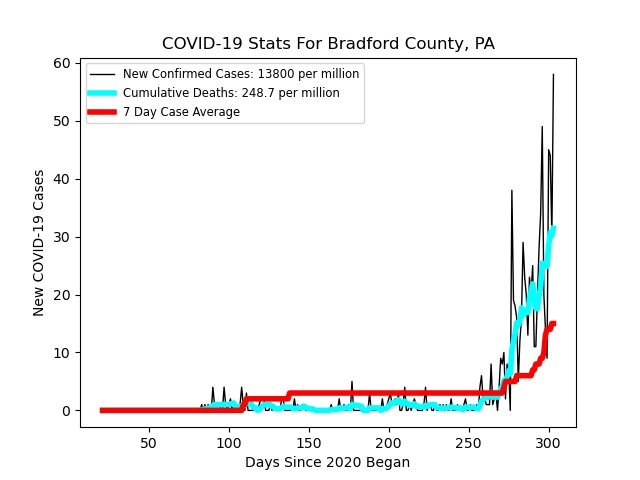 COVID-19 Stats For Bradford County, PA
New Confirmed Cases: 13800 per million
Cumulative Deaths: 248.7 per million
7 Day Case Average
60
50
40
30
20
10
0
New COVID-19 Cases
50 100 150 200 250 300
Days Since 2020 Began